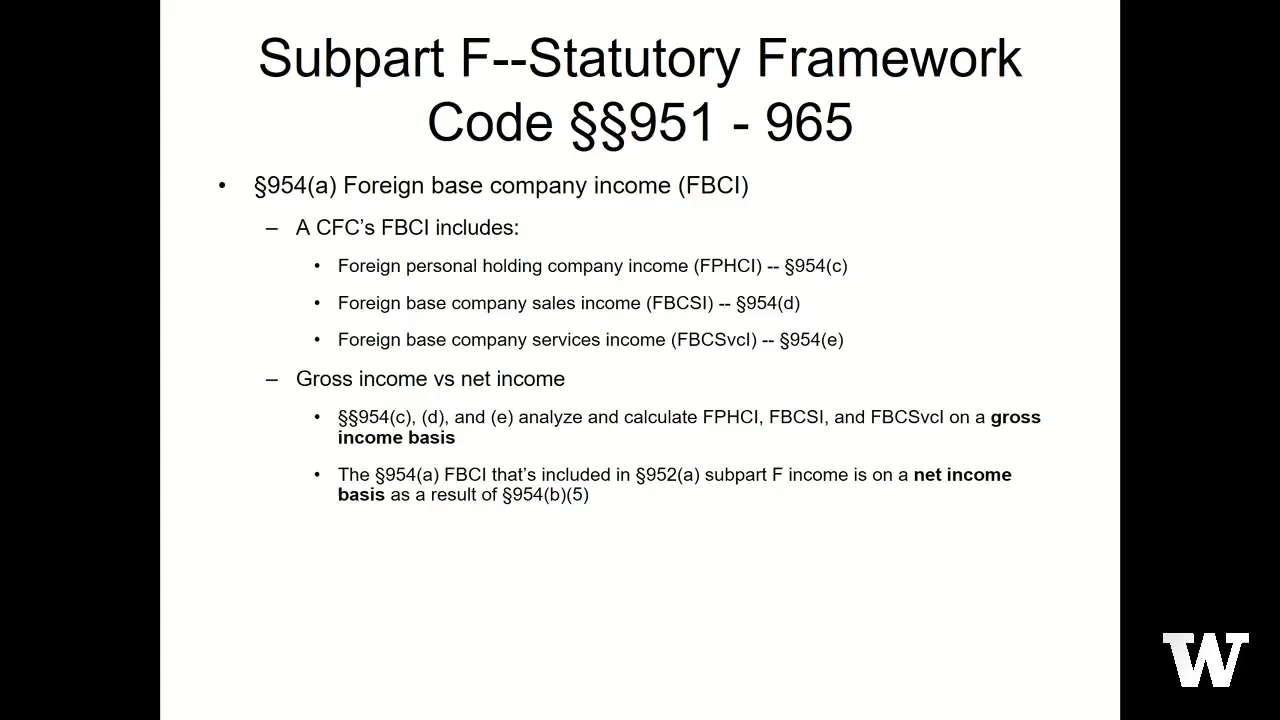 Subpart F--Statutory Framework
Code §§951 - 965
• §954(a) Foreign base company income (FBCI)
– A CFC’s FBCI includes:
• Foreign personal holding company income (FPHCI) -- §954(c)
• Foreign base company sales income (FBCSI) -- §954(d)
• Foreign base company services income (FBCSvcI) -- §954(e)
– Gross income vs net income
• §§954(c), (d), and (e) analyze and calculate FPHCI, FBCSI, and FBCSvcI on a gross
income basis
• The §954(a) FBCI that’s included in §952(a) subpart F income is on a net income
basis as a result of §954(b)(5)
W